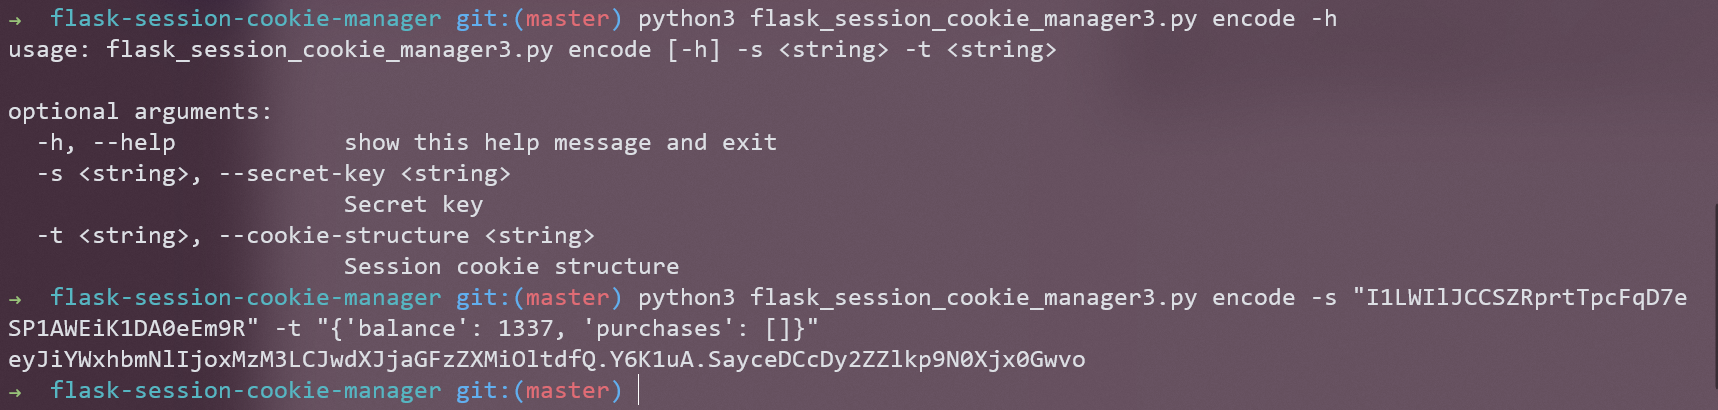 → flask-session-cookie-manager git:(master) python3 flask_session_cookie_manager3.py encode -h
usage: flask_session_cookie_manager3.py encode [-h] -s <string> -t <string>
optional arguments:
-h, --help show this help message and exit
-s <string>, --secret-key <string>
Secret key
-t <string>, --cookie-structure <string>
Session cookie structure
→ flask-session-cookie-manager git:(master) python3 flask_session_cookie_manager3.py encode -s "I1LWIlJCCSZRprtTpcFqD7e
SP1AWEiK1DA0eEm9R" -t "{'balance': 1337, 'purchases': []}"
eyJiYWxhbmNlIjoxMzM3LCJwdXJjaGFzZXMiOltdfQ.Y6K1uA.SayceDCcDy2ZZlkp9N0Xjx0Gwvo
→ flask-session-cookie-manager git:(master)